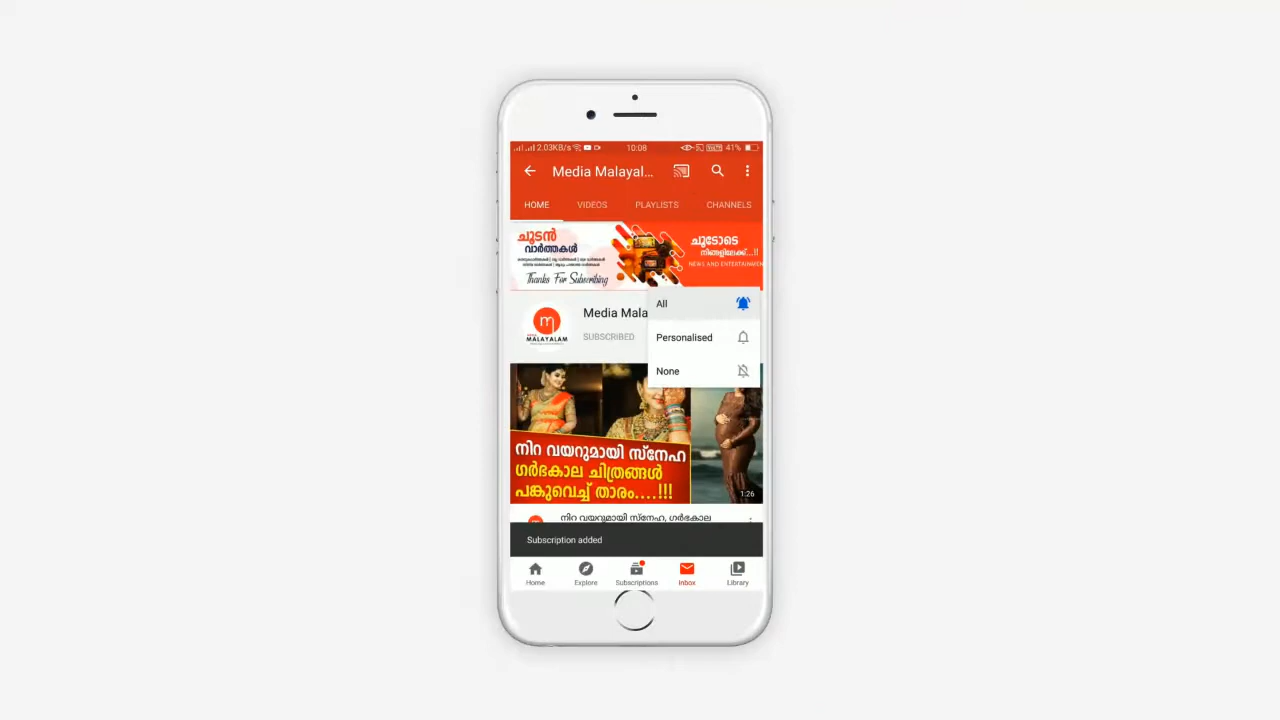 2.03KB/s
10:08
41%
Media Malayal...
HOME
VIDEOS
PLAYLISTS
CHANNELS
ചൂടൻ
വാർത്തകൾ
Thanks For Subscribing
ചൂടോടെ
നിങ്ങളിലേക്ക്...!!
NEWS AND ENTERTAINMEN
All
Media Mala
MALAYALAM
SUBSCRIBED
Personalised
None
നിറ വയറുമായി സ്നേഹ
ഗർഭകാല ചിത്രങ്ങൾ
പങ്കുവെച്ച് താരം....!!!
1:26
നിറ വയറുമായി സ്നേഹ, ഗർഭകാല
Subscription added
Home
Explore
Subscriptions
Inbox
Library